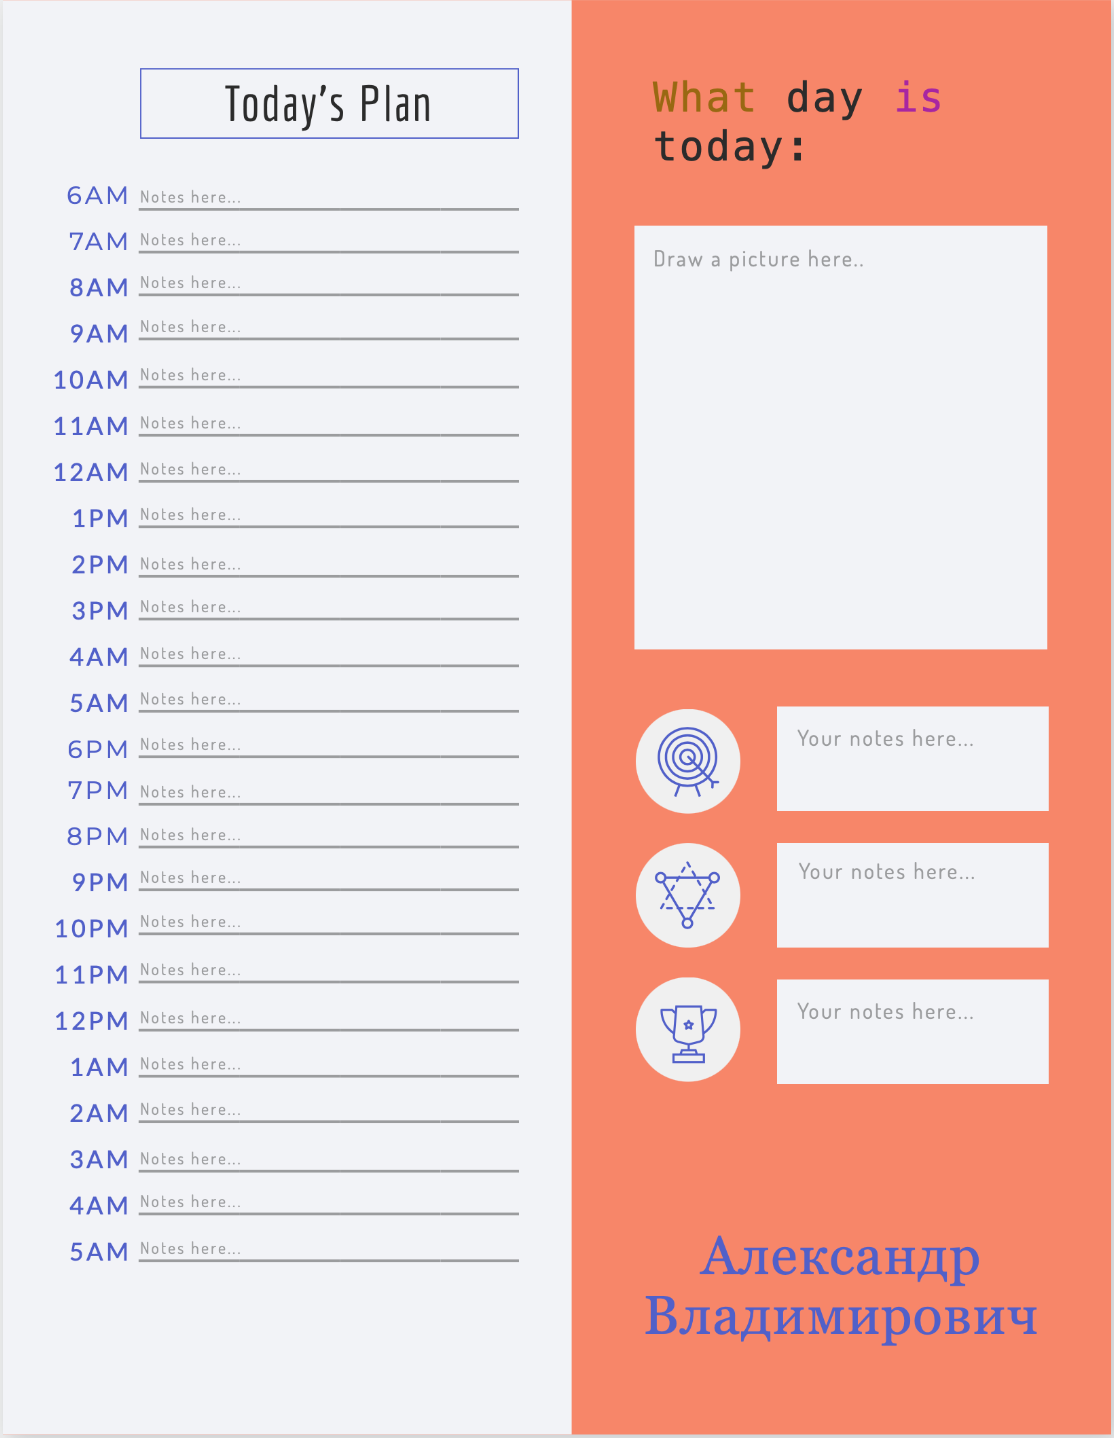 Today's Plan
6AM Notes here...
7AM Notes here...
8AM Notes here...
9AM Notes here...
10AM Notes here...
11AM Notes here...
12AM Notes here...
1PM Notes here...
2PM Notes here...
3PM Notes here...
4AM Notes here...
5AM Notes here...
6PM Notes here...
7PM Notes here...
8PM Notes here...
9PM Notes here...
10PM Notes here...
11PM Notes here...
12PM Notes here...
1AM Notes here...
2AM Notes here...
3AM Notes here...
4AM Notes here...
5AM Notes here...
What day is
today:
Draw a picture here..
Your notes here...
Your notes here...
Your notes here...
Александр
Владимирович